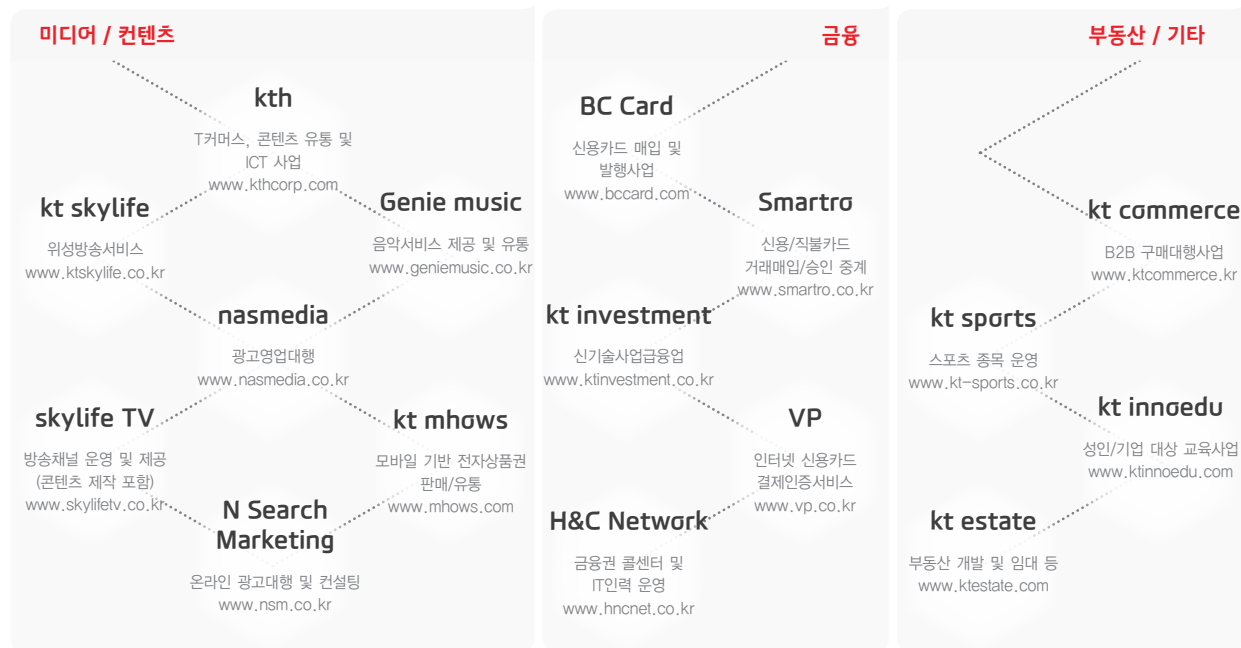 미디어 / 컨텐츠
kth
T커머스, 콘텐츠 유통 및
ICT 사업
www.kthcorp.com
kt skylife
위성방송서비스
www.ktskylife.co.kr
Genie music
음악서비스 제공 및 유통
www.geniemusic.co.kr
nasmedia
광고영업대행
www.nasmedia.co.kr
skylife TV
방송채널 운영 및 제공
(콘텐츠 제작 포함)
www.skylifetv.co.kr
kt mhows
모바일 기반 전자상품권
판매/유통
www.mhows.com
N Search
Marketing
온라인 광고대행 및 컨설팅
www.nsm.co.kr
금융
BC Card
신용카드 매입 및
발행사업
www.bccard.com
Smartro
신용/직불카드
거래매입/승인 중계
www.smartro.co.kr
kt investment
신기술사업금융업
www.ktinvestment.co.kr
VP
인터넷 신용카드
결제인증서비스
www.vp.co.kr
H&C Network
금융권 콜센터 및
IT인력 운영
www.hncnet.co.kr
부동산 / 기타
kt commerce
B2B 구매대행사업
www.ktcommerce.kr
kt sports
스포츠 종목 운영
www.kt-sports.co.kr
kt innoedu
성인/기업 대상 교육사업
www.ktinnoedu.com
kt estate
부동산 개발 및 임대 등
www.ktestate.com